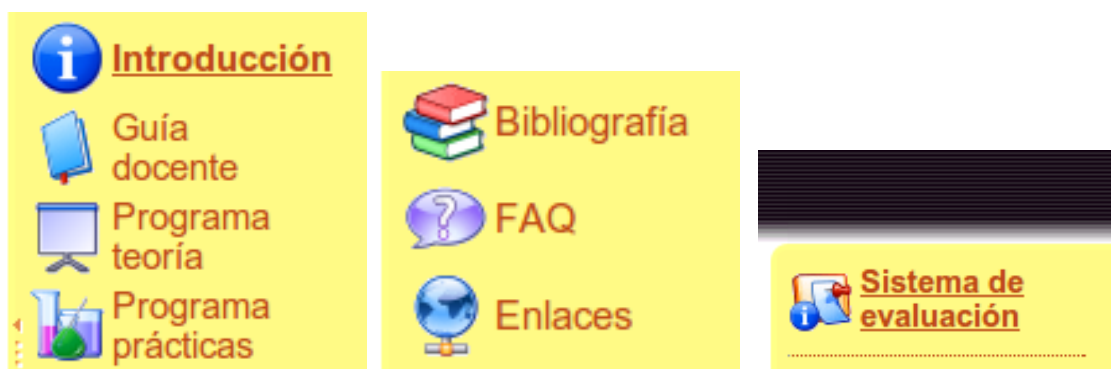 Introducción
Guía
docente
Programa
teoría
Programa
prácticas
Bibliografía
FAQ
Enlaces
Sistema de
evaluación